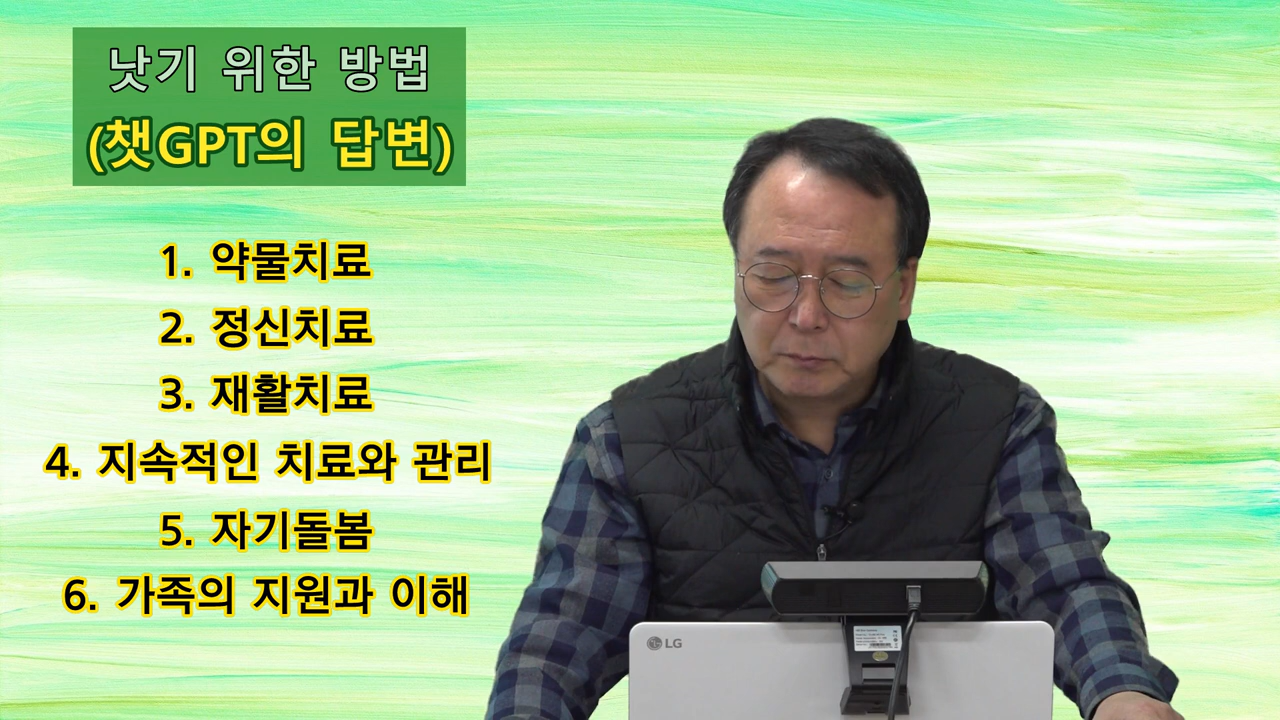 낫기 위한 방법
(챗GPT의 답변)
1. 약물치료
2. 정신치료
3. 재활치료
4. 지속적인 치료와 관리
5. 자기돌봄
6. 가족의 지원과 이해
LG